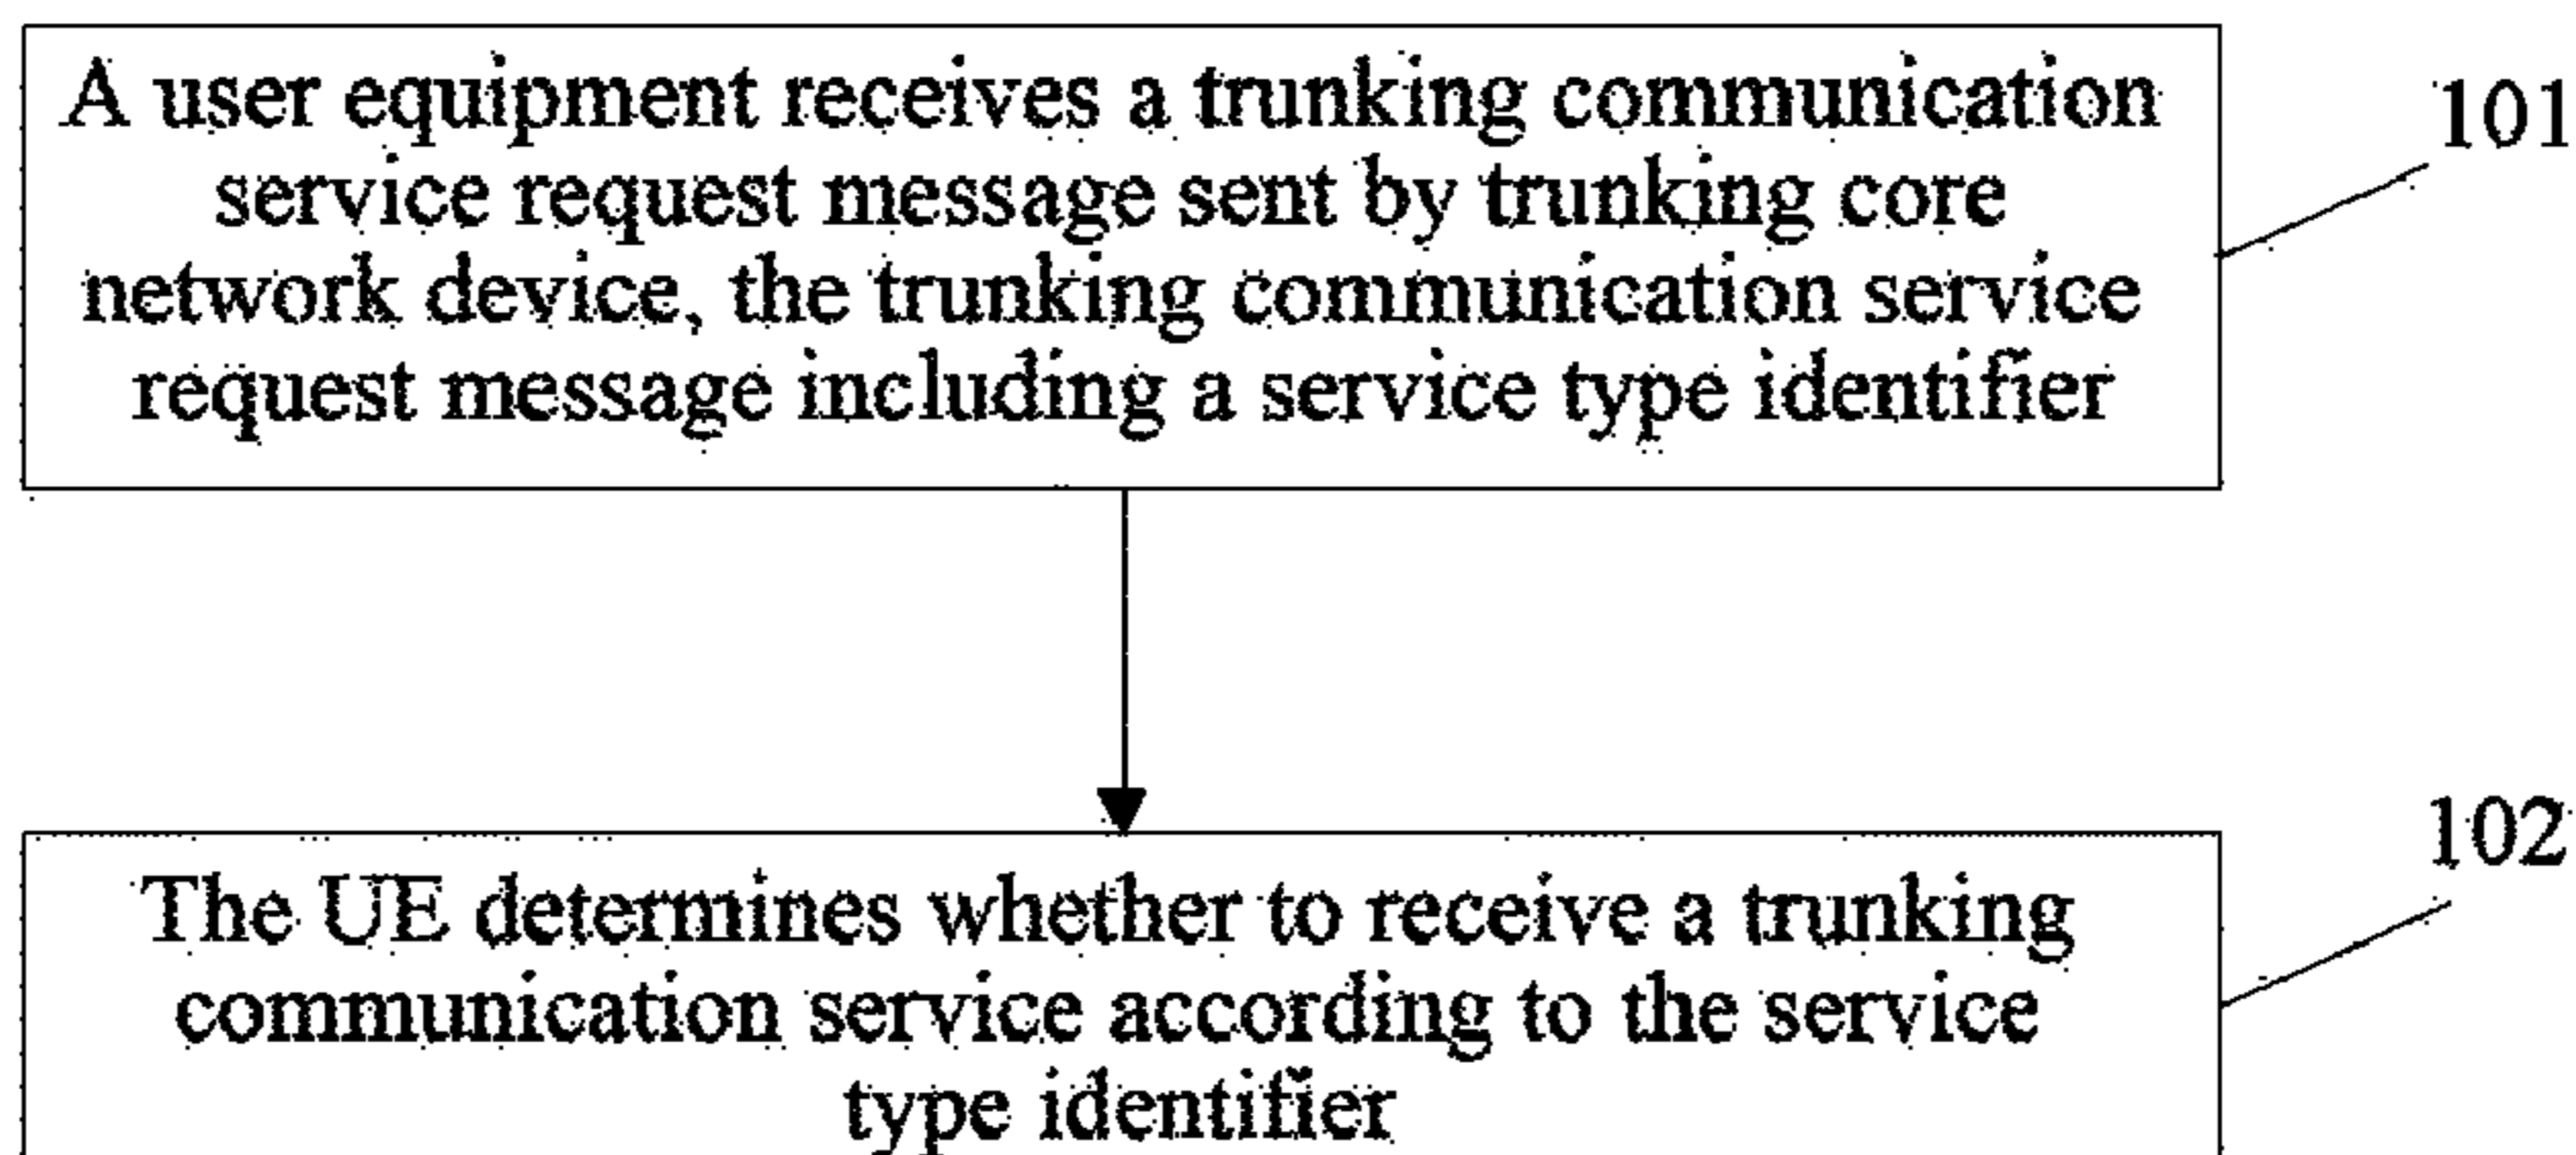 A user equipment receives a trunking communication
service request message sent by trunking core
network device, the trunking communication service
request message including a service type identifier
101
The UE determines whether to receive a trunking
communication service according to the service
type identifier
102